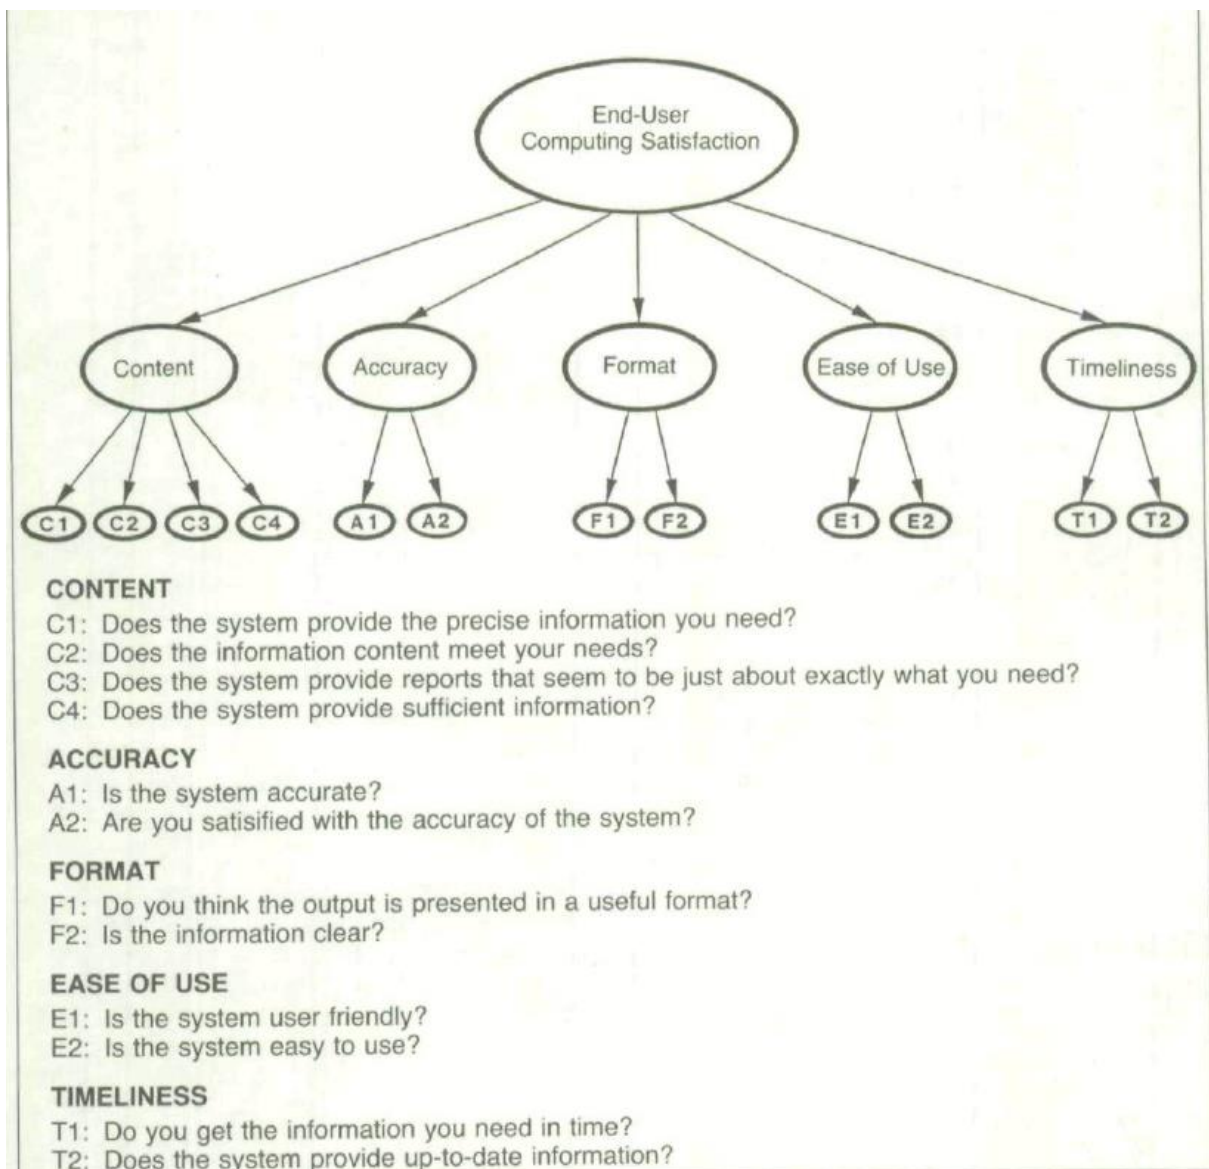 End-User
Computing Satisfaction
Content
Accuracy
Format
Ease of Use
Timeliness
C1
C2
C3
C4
A1
A2
F1
F2
E1
E2
T1
T2
CONTENT
C1: Does the system provide the precise information you need?
C2: Does the information content meet your needs?
C3: Does the system provide reports that seem to be just about exactly what you need?
C4: Does the system provide sufficient information?
ACCURACY
A1: Is the system accurate?
A2: Are you satisified with the accuracy of the system?
FORMAT
F1: Do you think the output is presented in a useful format?
F2: Is the information clear?
EASE OF USE
E1: Is the system user friendly?
E2: Is the system easy to use?
TIMELINESS
T1: Do you get the information you need in time?
T2: Does the system provide up-to-date information?